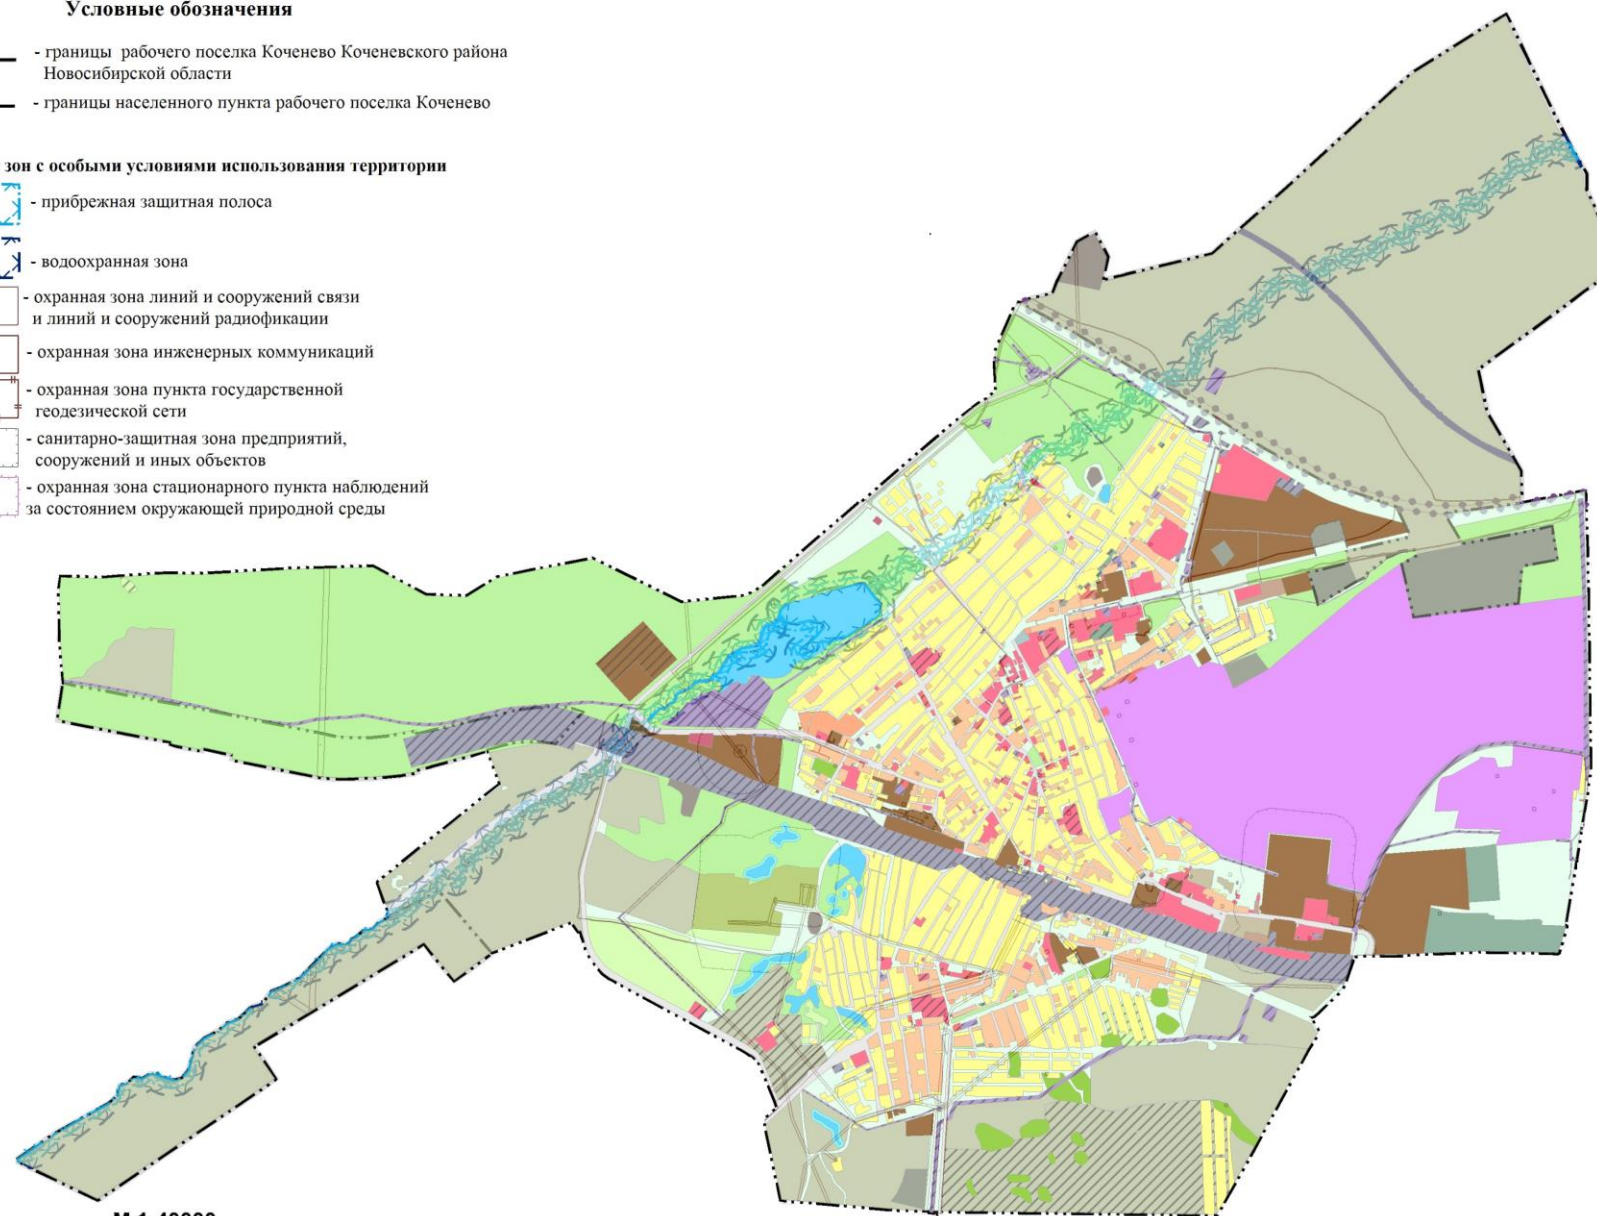 Условные обозначения
- границы рабочего поселка Коченево Коченевского района
Новосибирской области
- границы населенного пункта рабочего поселка Коченево
зон с особыми условиями использования территории
- прибрежная защитная полоса
- водоохранная зона
- охранная зона линий и сооружений связи
и линий и сооружений радиофикации
- охранная зона инженерных коммуникаций
- охранная зона пункта государственной
геодезической сети
- санитарно-защитная зона предприятий,
сооружений и иных объектов
- охранная зона стационарного пункта наблюдений
за состоянием окружающей природной среды